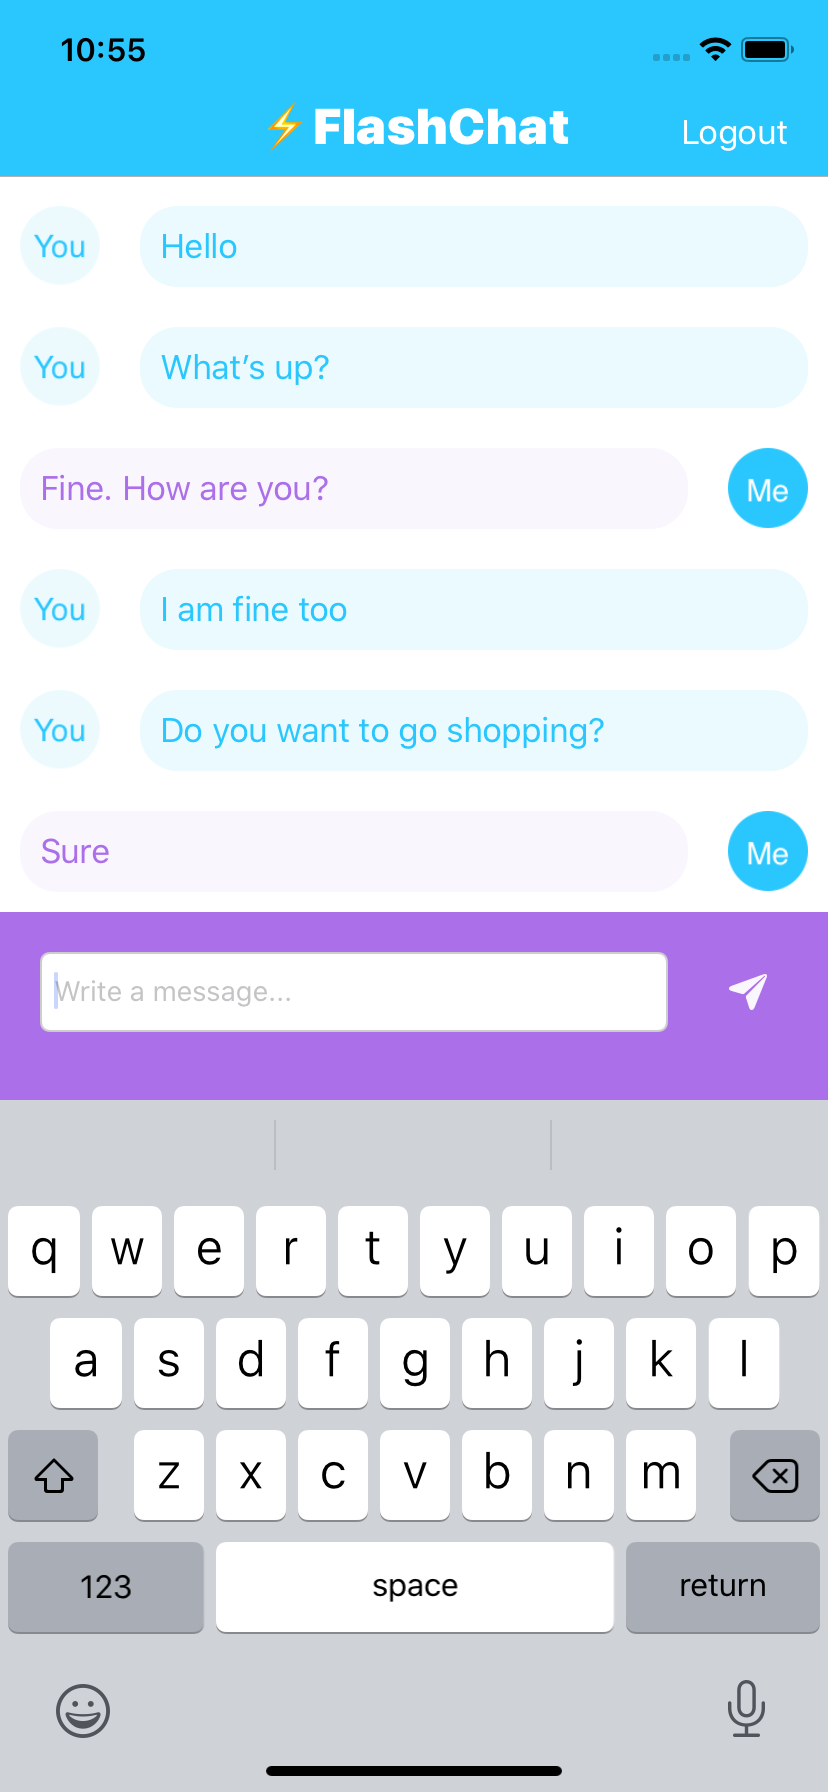 10:55
⚡️FlashChat
Logout
You
Hello
You
What’s up?
Fine. How are you?
Me
You
I am fine too
You
Do you want to go shopping?
Sure
Me
Write a message...
q w e r t y u i o p
a s d f g h j k l
z x c v b n m
123 space return